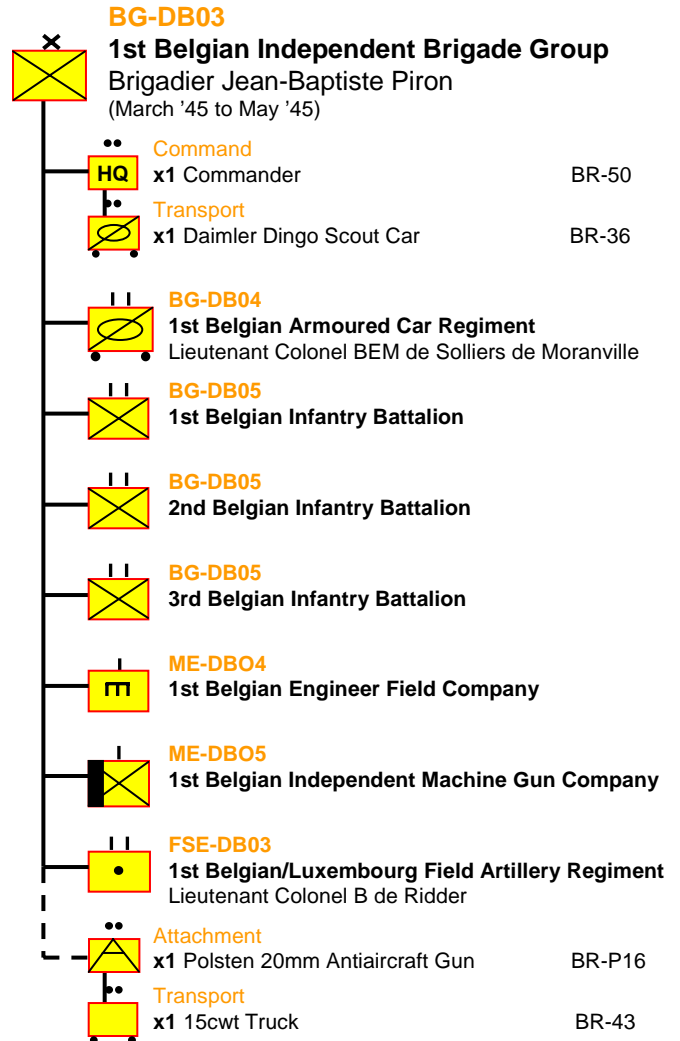 BG-DB03
1st Belgian Independent Brigade Group
Brigadier Jean-Baptiste Piron
(March ’45 to May ’45)
Command
HQ x1 Commander BR-50
Transport
x1 Daimler Dingo Scout Car BR-36
BG-DB04
1st Belgian Armoured Car Regiment
Lieutenant Colonel BEM de Solliers de Moranville
BG-DB05
1st Belgian Infantry Battalion
BG-DB05
2nd Belgian Infantry Battalion
BG-DB05
3rd Belgian Infantry Battalion
ME-DBO4
1st Belgian Engineer Field Company
ME-DBO5
1st Belgian Independent Machine Gun Company
FSE-DB03
1st Belgian/Luxembourg Field Artillery Regiment
Lieutenant Colonel B de Ridder
Attachment
x1 Polsten 20mm Antiaircraft Gun BR-P16
Transport
x1 15cwt Truck BR-43